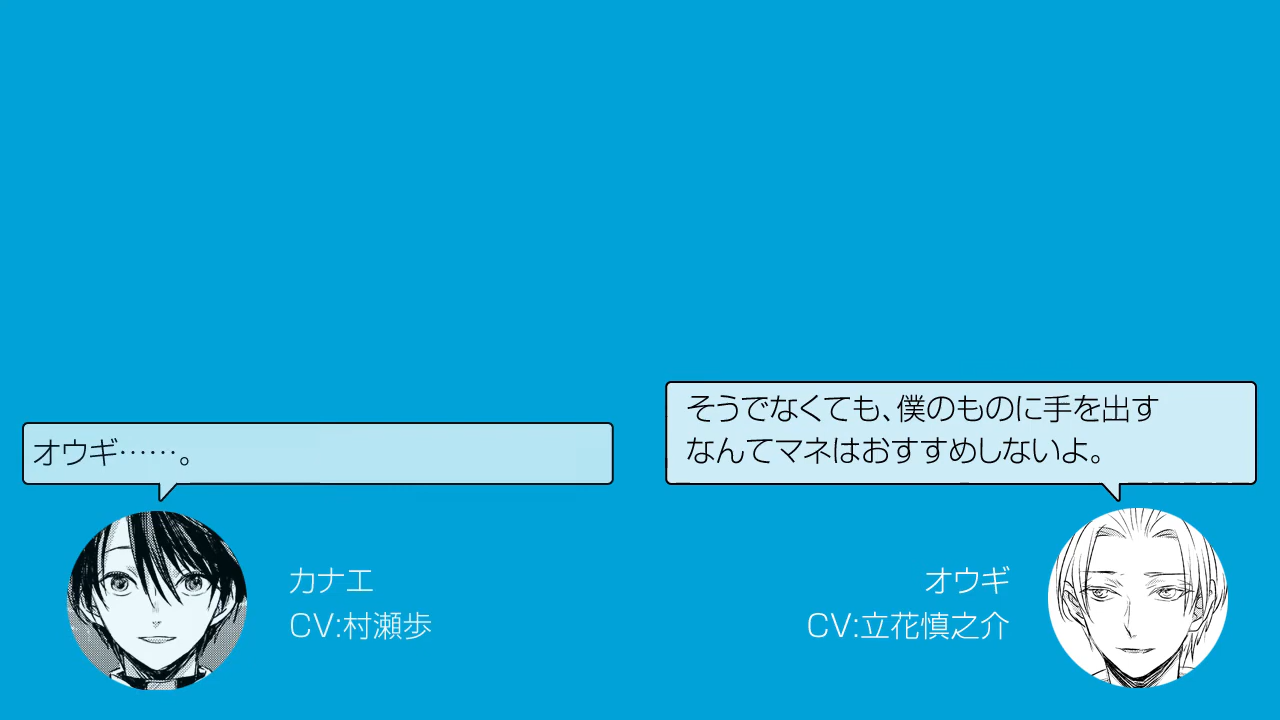 オウギ……。
そうでなくても、僕のものに手を出す
なんてマネはおすすめしないよ。
カナエ
CV:村瀬歩
オウギ
CV:立花慎之介